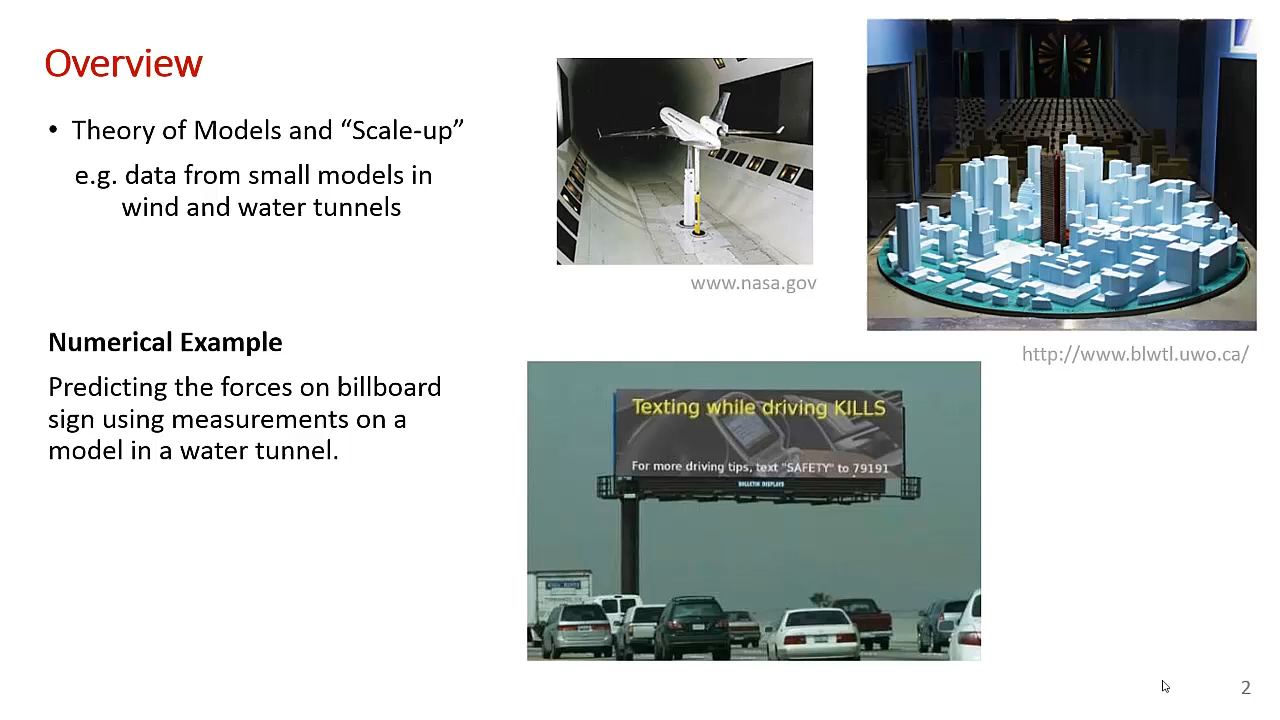 Overview
• Theory of Models and “Scale-up”
e.g. data from small models in
wind and water tunnels
www.nasa.gov
http://www.blwtl.uwo.ca/
Numerical Example
Predicting the forces on billboard
sign using measurements on a
model in a water tunnel.
Texting while driving KILLS
For more driving tips, text "SAFETY" to 79191
BULLETIN DISPLAYS
2